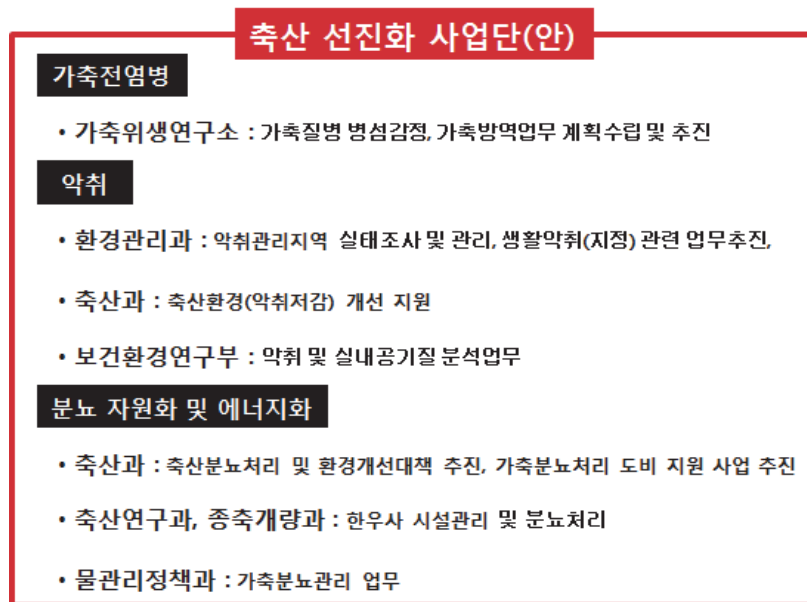 축산 선진화 사업단(안)
가축전염병
• 가축위생연구소 : 가축질병 병성감정, 가축방역업무 계획수립 및 추진
악취
• 환경관리과 : 악취관리지역 실태조사 및 관리, 생활악취(지정) 관련 업무추진,
• 축산과 : 축산환경(악취저감) 개선 지원
• 보건환경연구부 : 악취 및 실내공기질 분석업무
분뇨 자원화 및 에너지화
• 축산과 : 축산분뇨처리 및 환경개선대책 추진, 가축분뇨처리 도비 지원 사업 추진
• 축산연구과, 종축개량과 : 한우사 시설관리 및 분뇨처리
• 물관리정책과 : 가축분뇨관리 업무